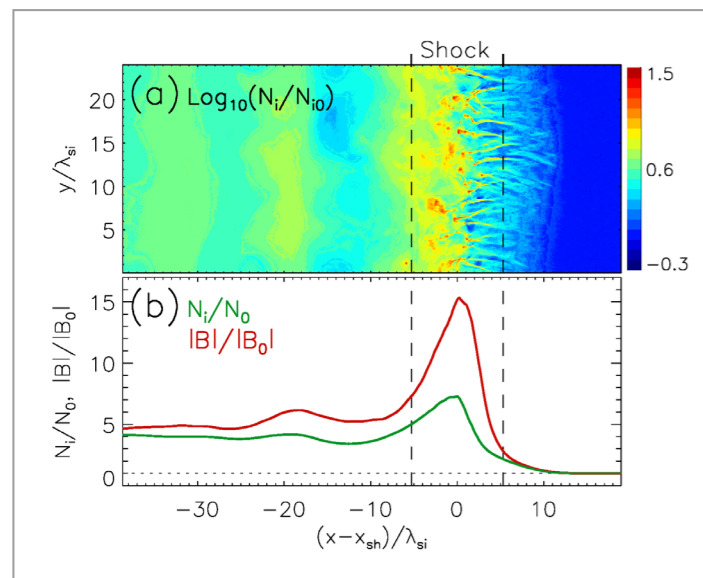 Shock
(a) Log₁₀(Nᵢ/Nᵢ₀)
1.5
0.6
−0.3
20
15
10
5
0
y/λₛᵢ
(b) Nᵢ/N₀
|B|/|B₀|
15
10
5
0
Nᵢ/N₀, |B|/|B₀|
−30 −20 −10 0 10
(x−xₛₕ)/λₛᵢ